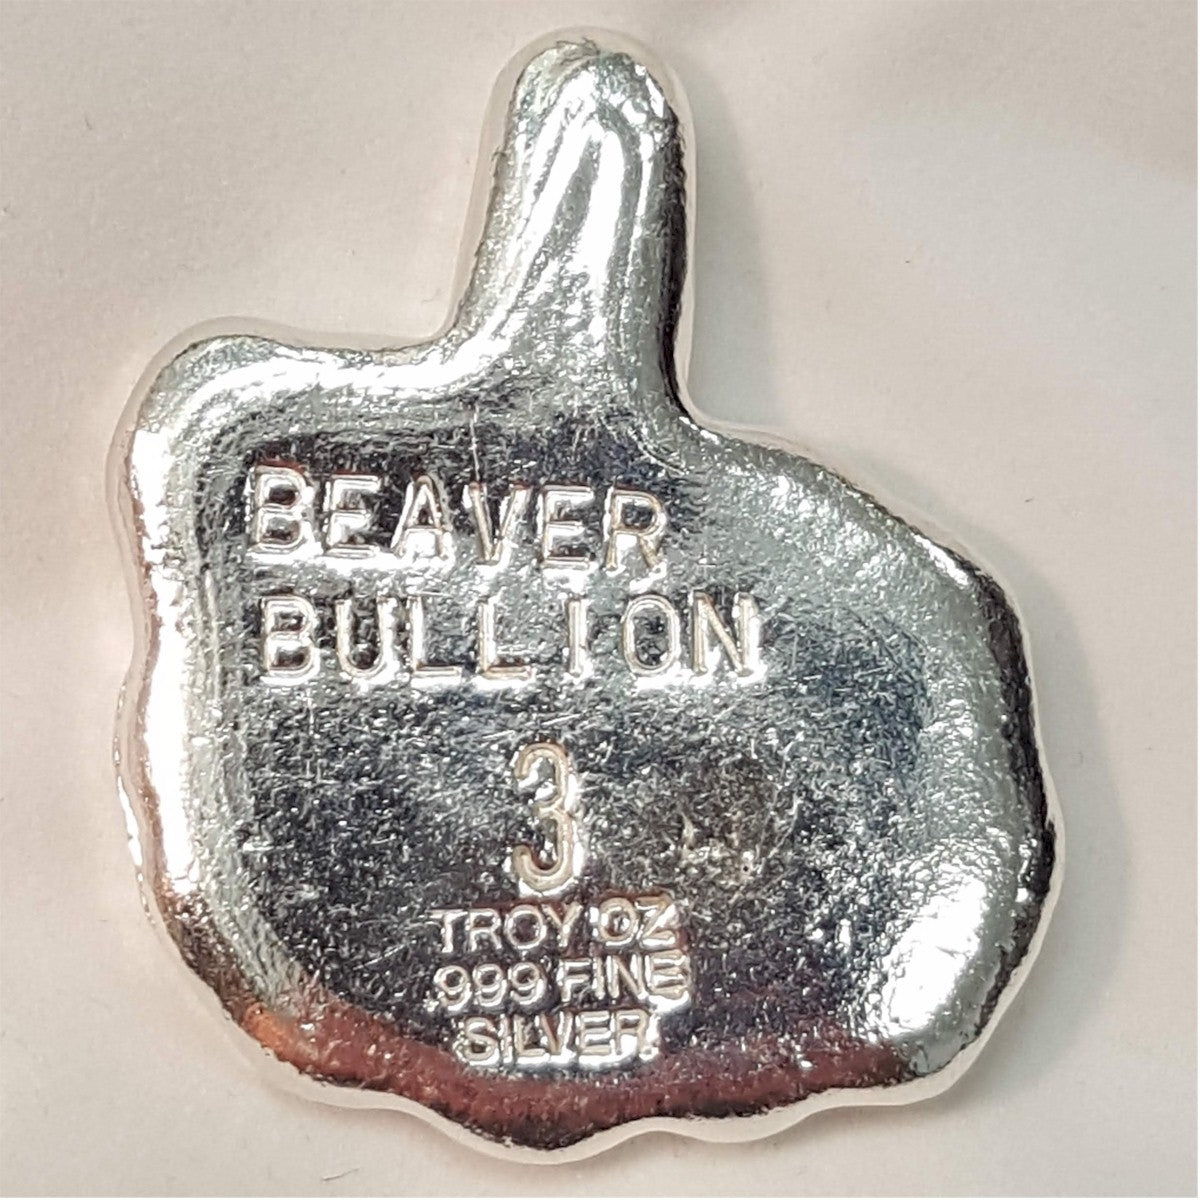 BEAVER
BULLION
3
TROY OZ
.999 FINE
SILVER